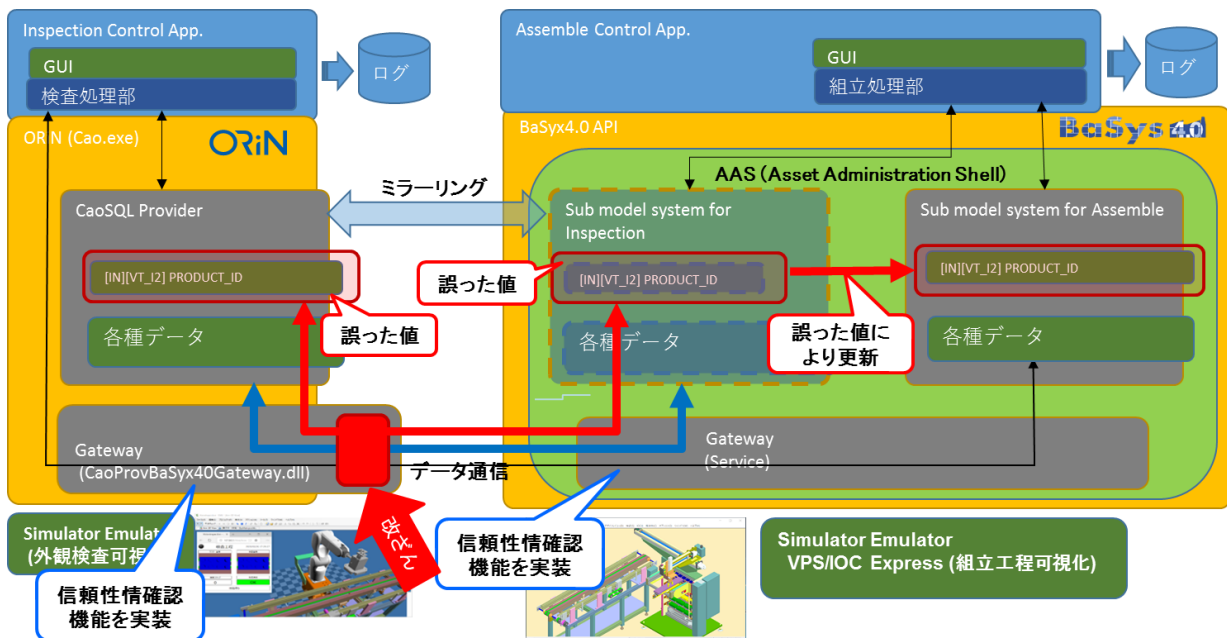 Inspection Control App.
GUI
検査処理部
ログ
Assemble Control App.
GUI
組立処理部
ログ
ORiN (Cao.exe)
ORiN
BaSyx4.0 API
BaSys
4.0
ミラーリング
AAS (Asset Administration Shell)
CaoSQL Provider
Sub model system for
Inspection
Sub model system for Assemble
[IN][VT_I2] PRODUCT_ID
誤った値
[IN][VT_I2] PRODUCT_ID
[IN][VT_I2] PRODUCT_ID
誤った値
各種データ
各種データ
誤った値に
より更新
各種データ
Gateway
(CaoProvBaSyx40Gateway.dll)
データ通信
Gateway
(Service)
改ざん
Simulator Emulat
(外観検査可視
信頼性情確認
機能を実装
信頼性情確認
機能を実装
Simulator Emulator
VPS/IOC Express (組立工程可視化)